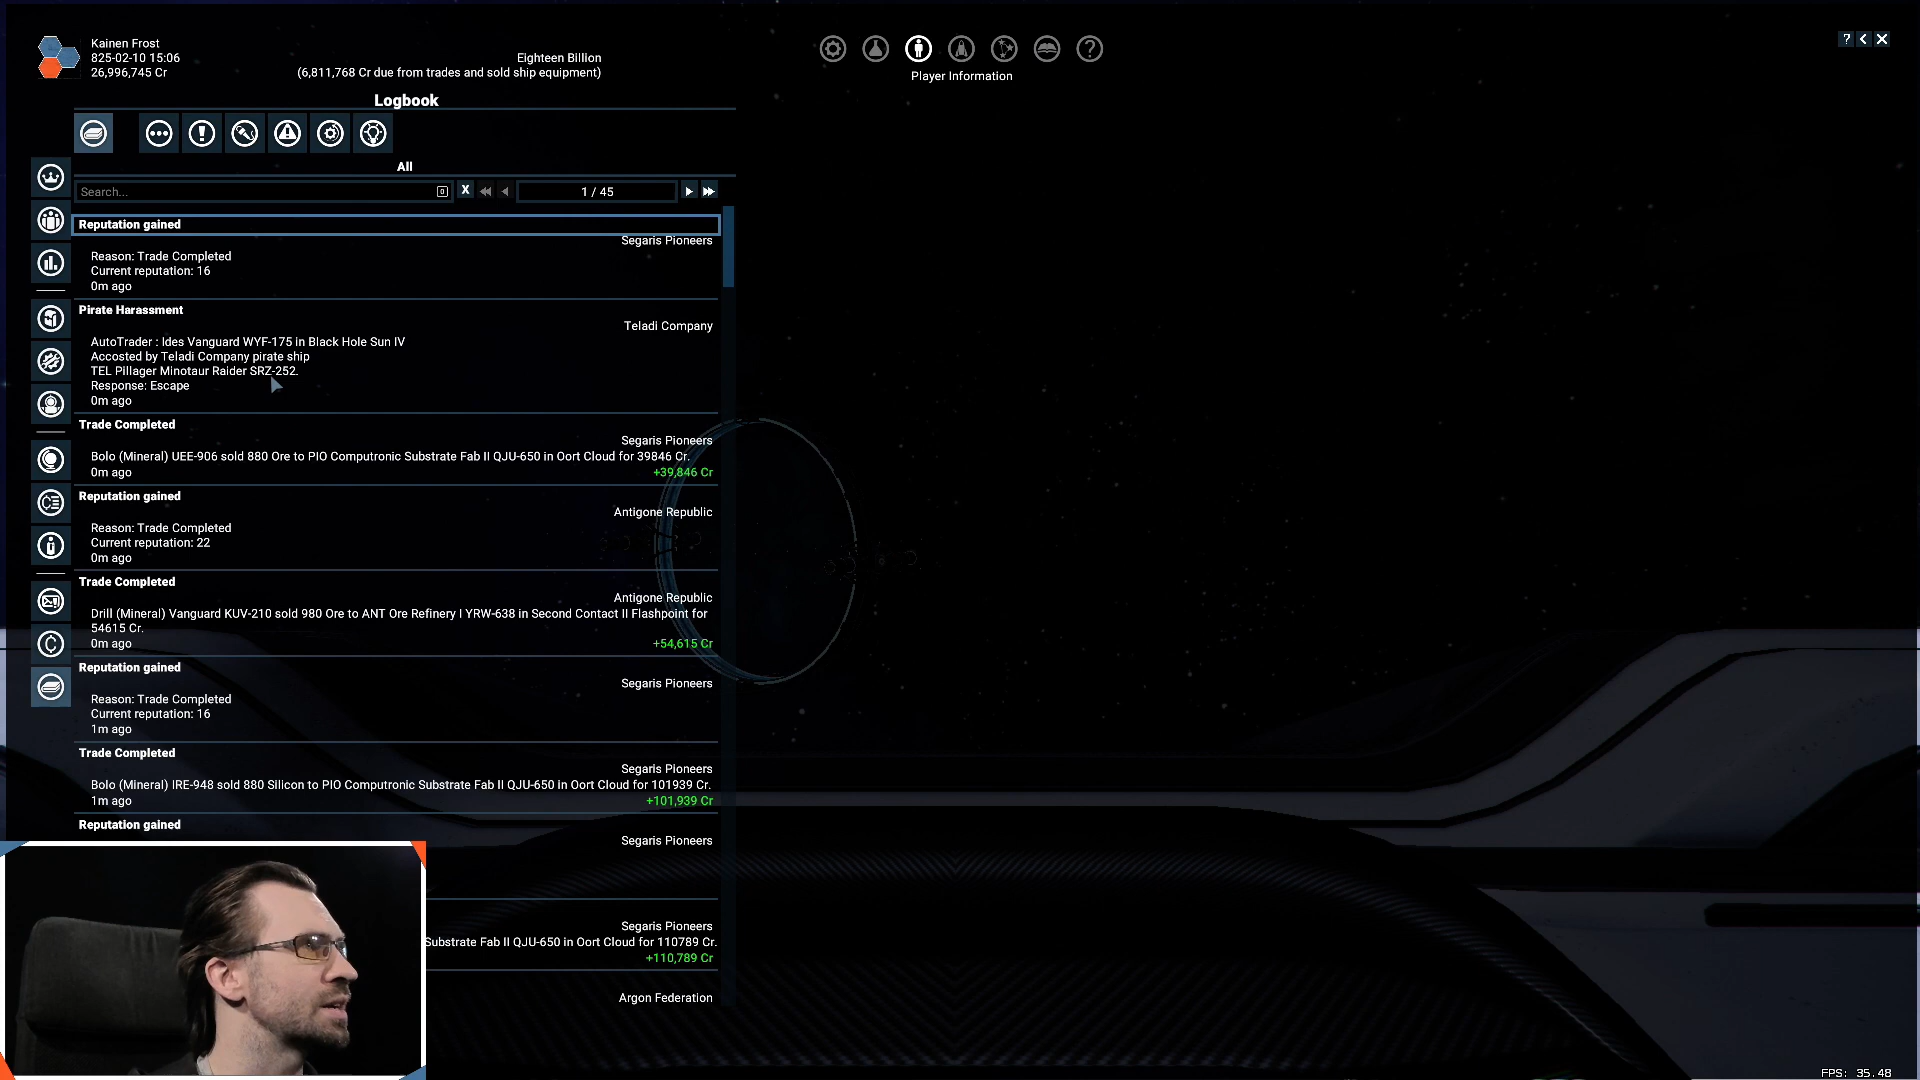 Kainen Frost
825-02-10 15:06
26,996,745 Cr
Eighteen Billion
(6,811,768 Cr due from trades and sold ship equipment)
Player Information
? < X
Logbook
All
Search...
X
1 / 45
Reputation gained
Segaris Pioneers
Reason: Trade Completed
Current reputation: 16
0m ago
Pirate Harassment
Teladi Company
AutoTrader : Ides Vanguard WYF-175 in Black Hole Sun IV
Accosted by Teladi Company pirate ship
TEL Pillager Minotaur Raider SRZ-252.
Response: Escape
0m ago
Trade Completed
Segaris Pioneers
Bolo (Mineral) UEE-906 sold 880 Ore to PIO Computronic Substrate Fab II QJU-650 in Oort Cloud for 39846 Cr.
0m ago
+39,846 Cr
Reputation gained
Antigone Republic
Reason: Trade Completed
Current reputation: 22
0m ago
Trade Completed
Antigone Republic
Drill (Mineral) Vanguard KUV-210 sold 980 Ore to ANT Ore Refinery I YRW-638 in Second Contact II Flashpoint for
54615 Cr.
0m ago
+54,615 Cr
Reputation gained
Segaris Pioneers
Reason: Trade Completed
Current reputation: 16
1m ago
Trade Completed
Segaris Pioneers
Bolo (Mineral) IRE-948 sold 880 Silicon to PIO Computronic Substrate Fab II QJU-650 in Oort Cloud for 101939 Cr.
1m ago
+101,939 Cr
Reputation gained
Segaris Pioneers
Segaris Pioneers
Substrate Fab II QJU-650 in Oort Cloud for 110789 Cr.
+110,789 Cr
Argon Federation
FPS: 35.48